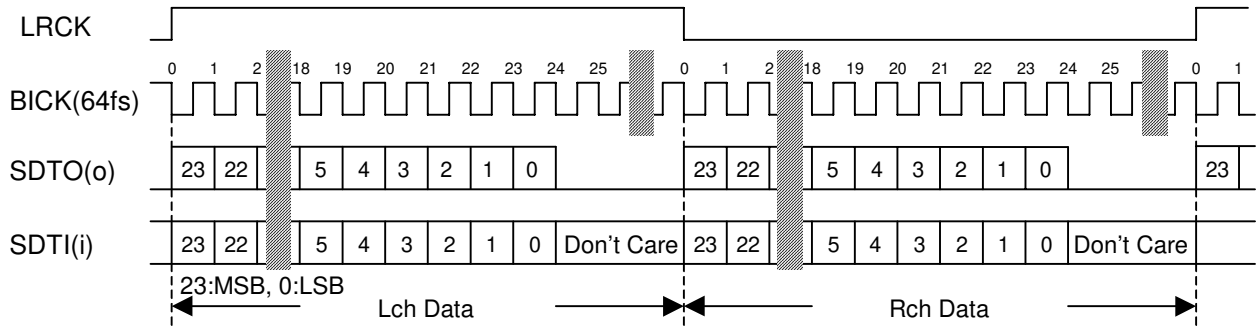 LRCK
0 1 2 18 19 20 21 22 23 24 25 0 1 2 18 19 20 21 22 23 24 25 0 1
BICK(64fs)
SDTO(o) 23 22 5 4 3 2 1 0 23 22 5 4 3 2 1 0 23
SDTI(i) 23 22 5 4 3 2 1 0 Don't Care 23 22 5 4 3 2 1 0 Don't Care
23:MSB, 0:LSB
Lch Data Rch Data